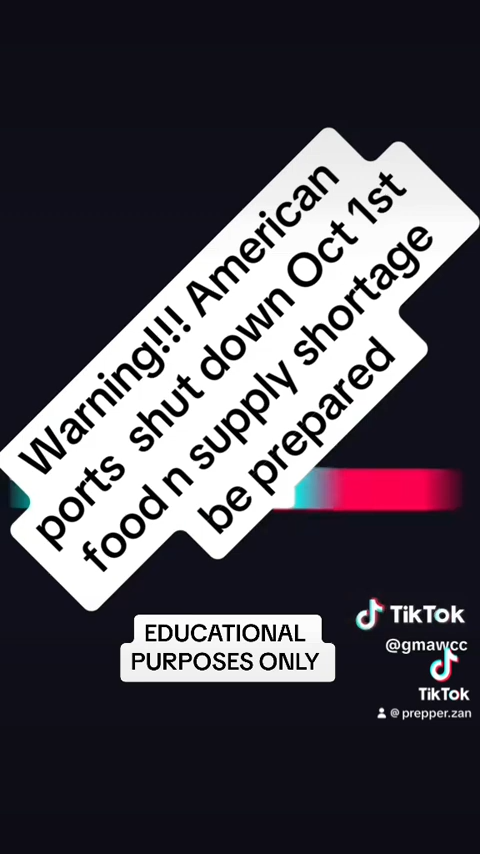 Warning!!! American
ports shut down Oct 1st
food n supply shortage
be prepared
EDUCATIONAL
PURPOSES ONLY
TikTok
@gmawcc
TikTok
@ prepper.zan